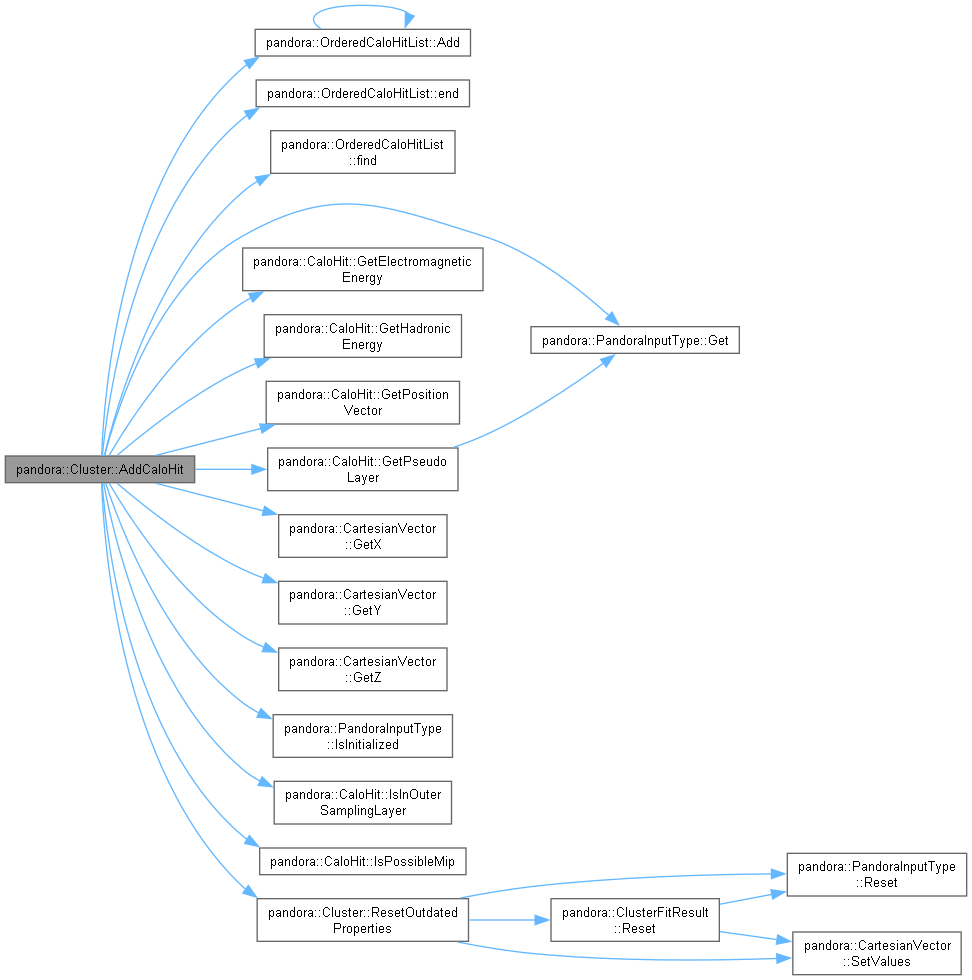 pandora::OrderedCaloHitList::Add
pandora::OrderedCaloHitList::end
pandora::OrderedCaloHitList
::find
pandora::CaloHit::GetElectromagnetic
Energy
pandora::CaloHit::GetHadronic
Energy
pandora::PandoraInputType::Get
pandora::CaloHit::GetPosition
Vector
pandora::Cluster::AddCaloHit
pandora::CaloHit::GetPseudo
Layer
pandora::CartesianVector
::GetX
pandora::CartesianVector
::GetY
pandora::CartesianVector
::GetZ
pandora::PandoraInputType
::IsInitialized
pandora::CaloHit::IsInOuter
SamplingLayer
pandora::CaloHit::IsPossibleMip
pandora::Cluster::ResetOutdated
Properties
pandora::ClusterFitResult
::Reset
pandora::PandoraInputType
::Reset
pandora::CartesianVector
::SetValues